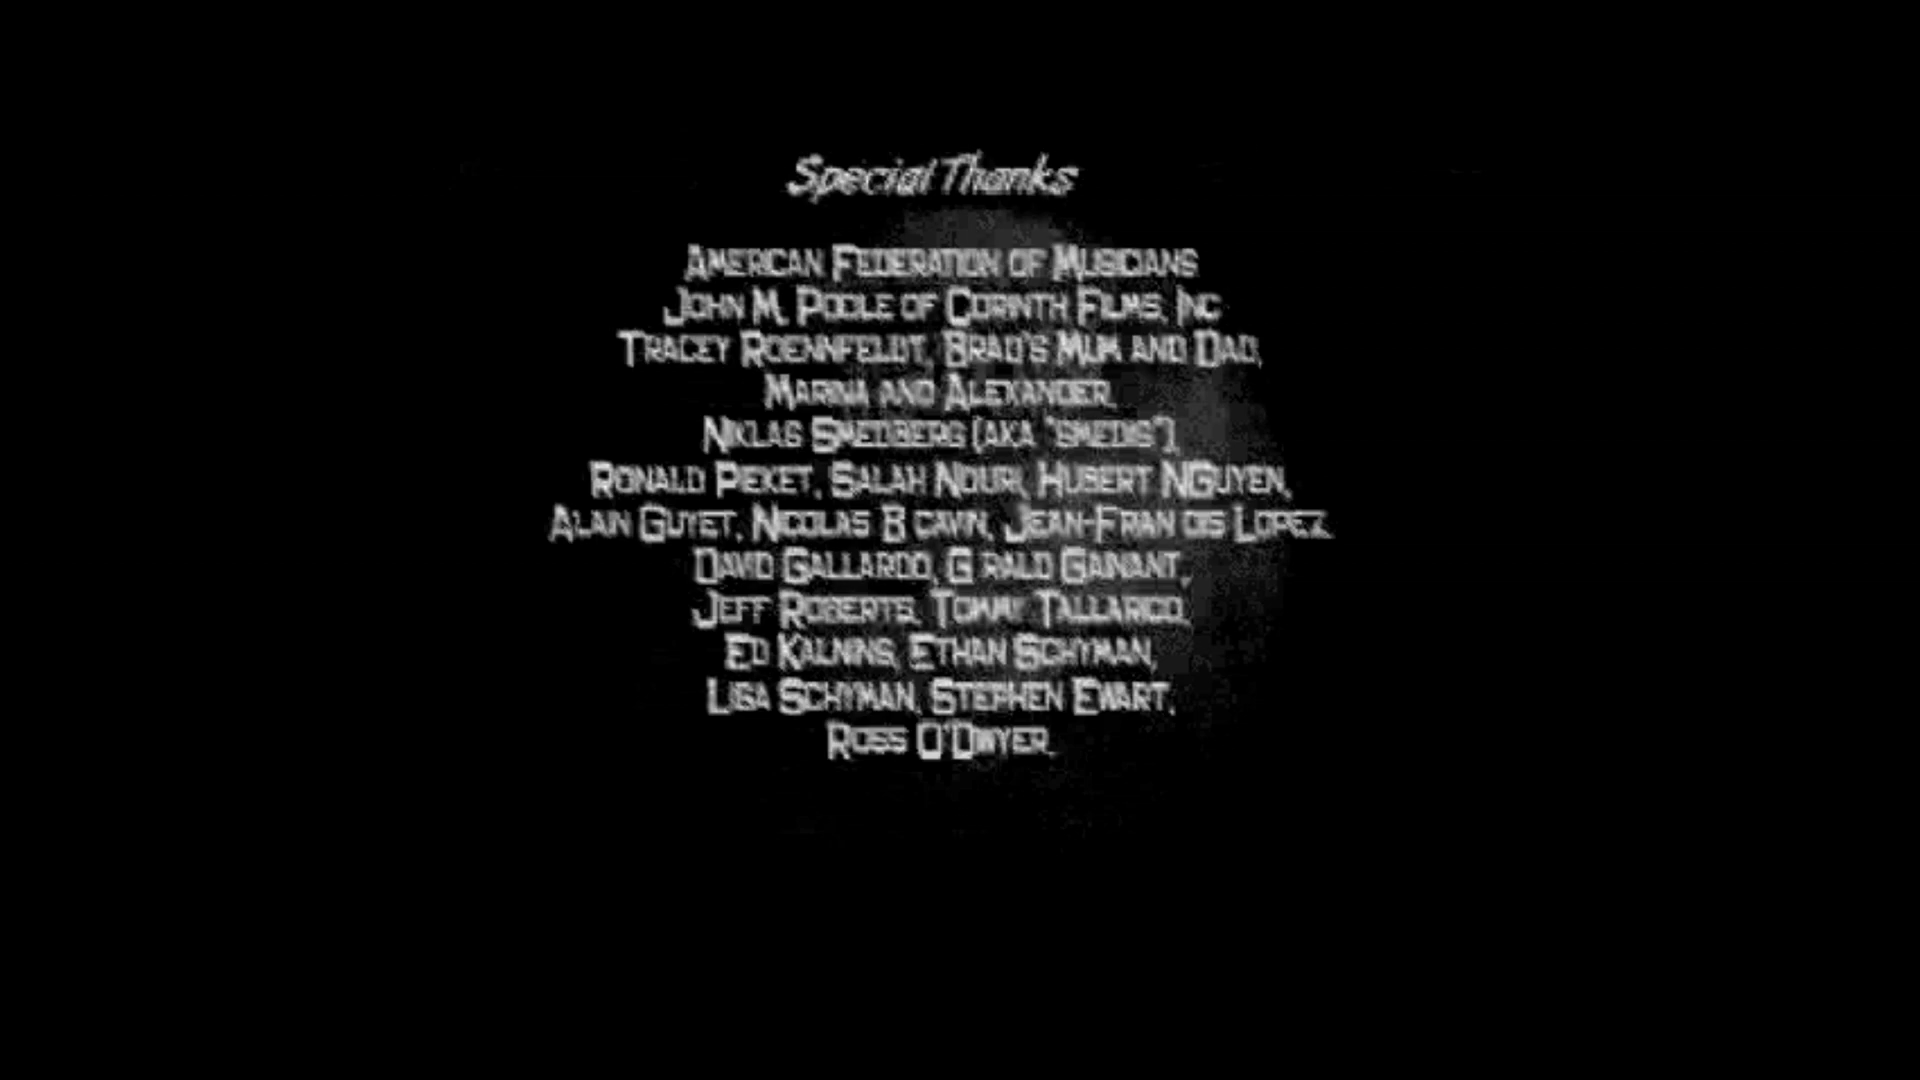 Special Thanks
American Federation of Musicians
John M. Poole of Corinth Films, Inc
Tracey Roennfeldt, Brad's Mum and Dad,
Marina and Alexander,
Niklas Smedberg (aka "smedis"),
Ronald Pieket, Salah Nouri, Hubert NGuyen,
Alain Guyet, Nicolas B cavin, Jean-Fran ois Lopez
David Gallardo, G rald Gainant,
Jeff Roberts, Tommy Tallarico,
Ed Kalnins, Ethan Schyman,
Lisa Schyman, Stephen Ewart,
Ross O'Dwyer.